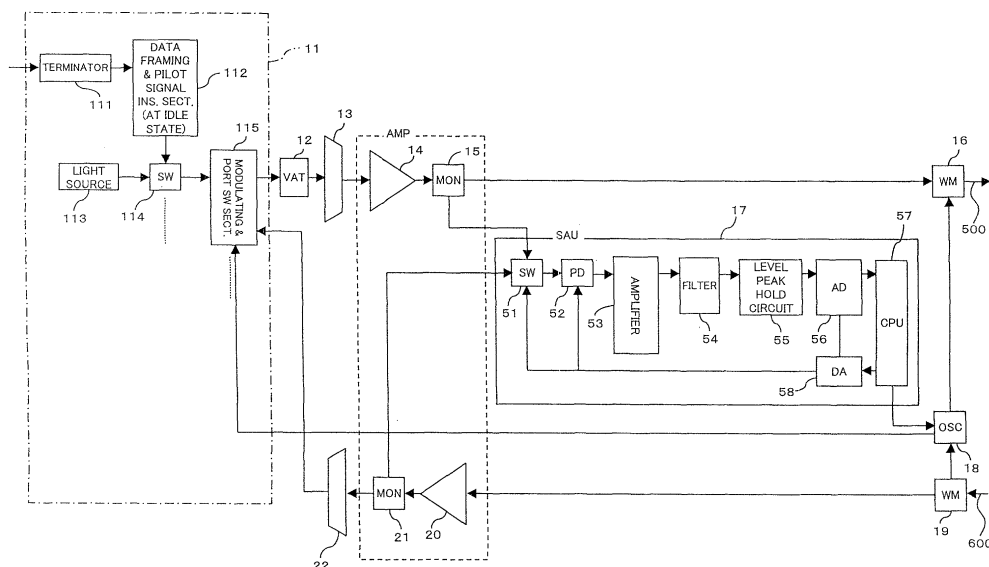 11
TERMINATOR
111
DATA
FRAMING
& PILOT
SIGNAL
INS. SECT.
(AT IDLE
STATE)
112
LIGHT
SOURCE
113
SW
114
115
MODULATING &
PORT SW SECT.
12
VAT
13
AMP
14
15
MON
16
WM
500
17
SAU
SW
51
PD
52
AMPLIFIER
53
FILTER
54
LEVEL
PEAK
HOLD
CIRCUIT
55
AD
56
57
CPU
DA
58
OSC
18
WM
19
600
20
MON
21
22